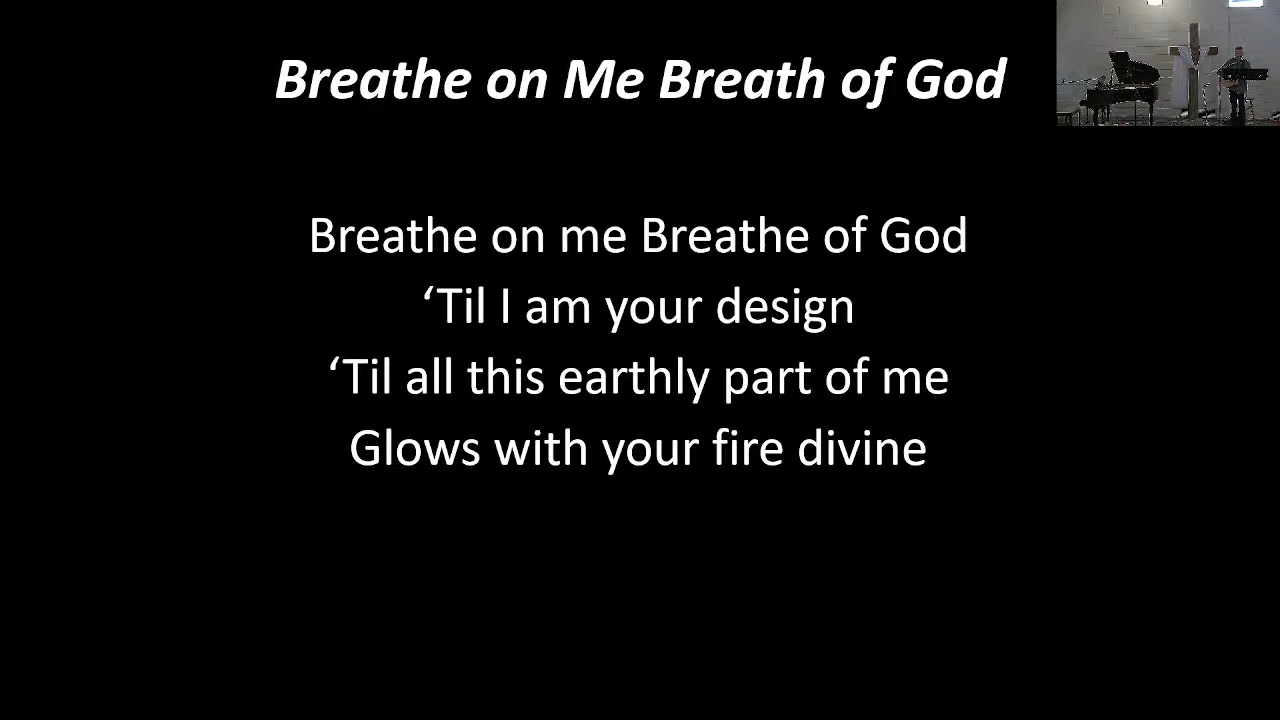 Breathe on Me Breath of God
Breathe on me Breathe of God
‘Til I am your design
‘Til all this earthly part of me
Glows with your fire divine